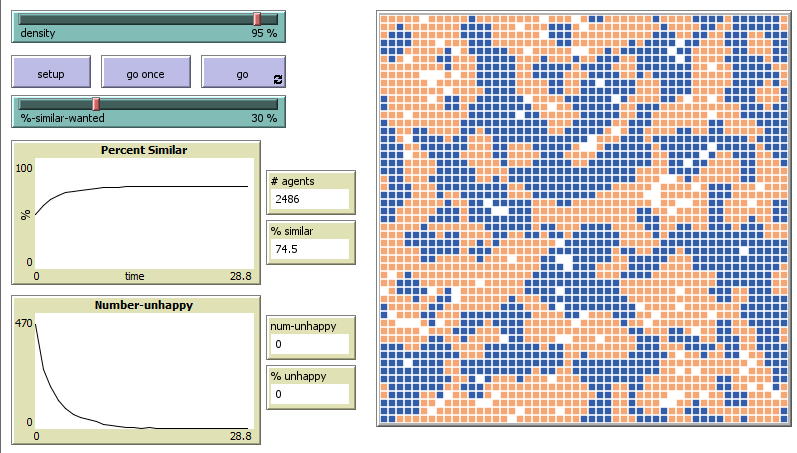 density 95 %
setup go once go
%-similar-wanted 30 %
Percent Similar
100
%
0
0 time 28.8
# agents
2486
% similar
74.5
Number-unhappy
470
0
0 28.8
num-unhappy
0
% unhappy
0